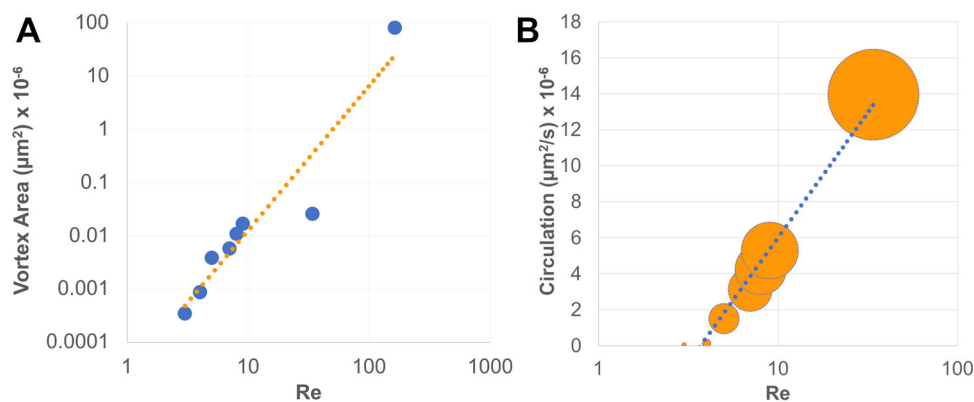 A
Vortex Area (µm²) x 10⁻⁶
100
10
1
0.1
0.01
0.001
0.0001
1 10 100 1000
Re
B
Circulation (µm²/s) x 10⁻⁶
18
16
14
12
10
8
6
4
2
0
1 10 100
Re